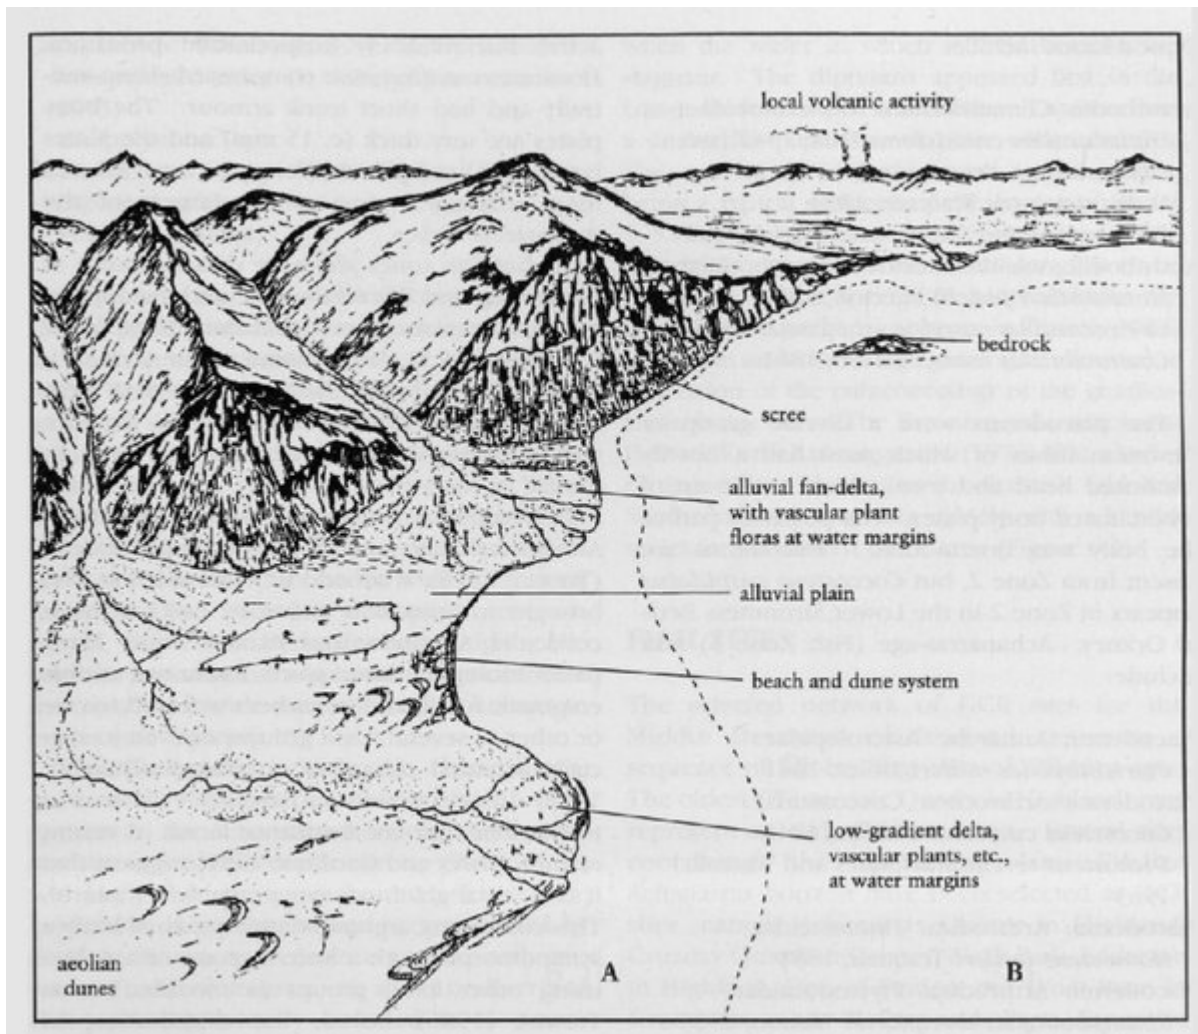 local volcanic activity
bedrock
scree
alluvial fan-delta,
with vascular plant
floras at water margins
alluvial plain
beach and dune system
low-gradient delta,
vascular plants, etc.,
at water margins
aeolian
dunes
A
B